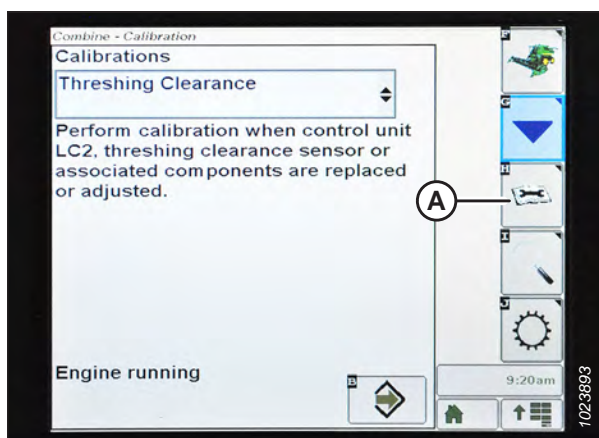 Combine - Calibration
Calibrations
Threshing Clearance
Perform calibration when control unit
LC2, threshing clearance sensor or
associated components are replaced
or adjusted.
Engine running
B
F
G
H
I
J
A
9:20am
1023893